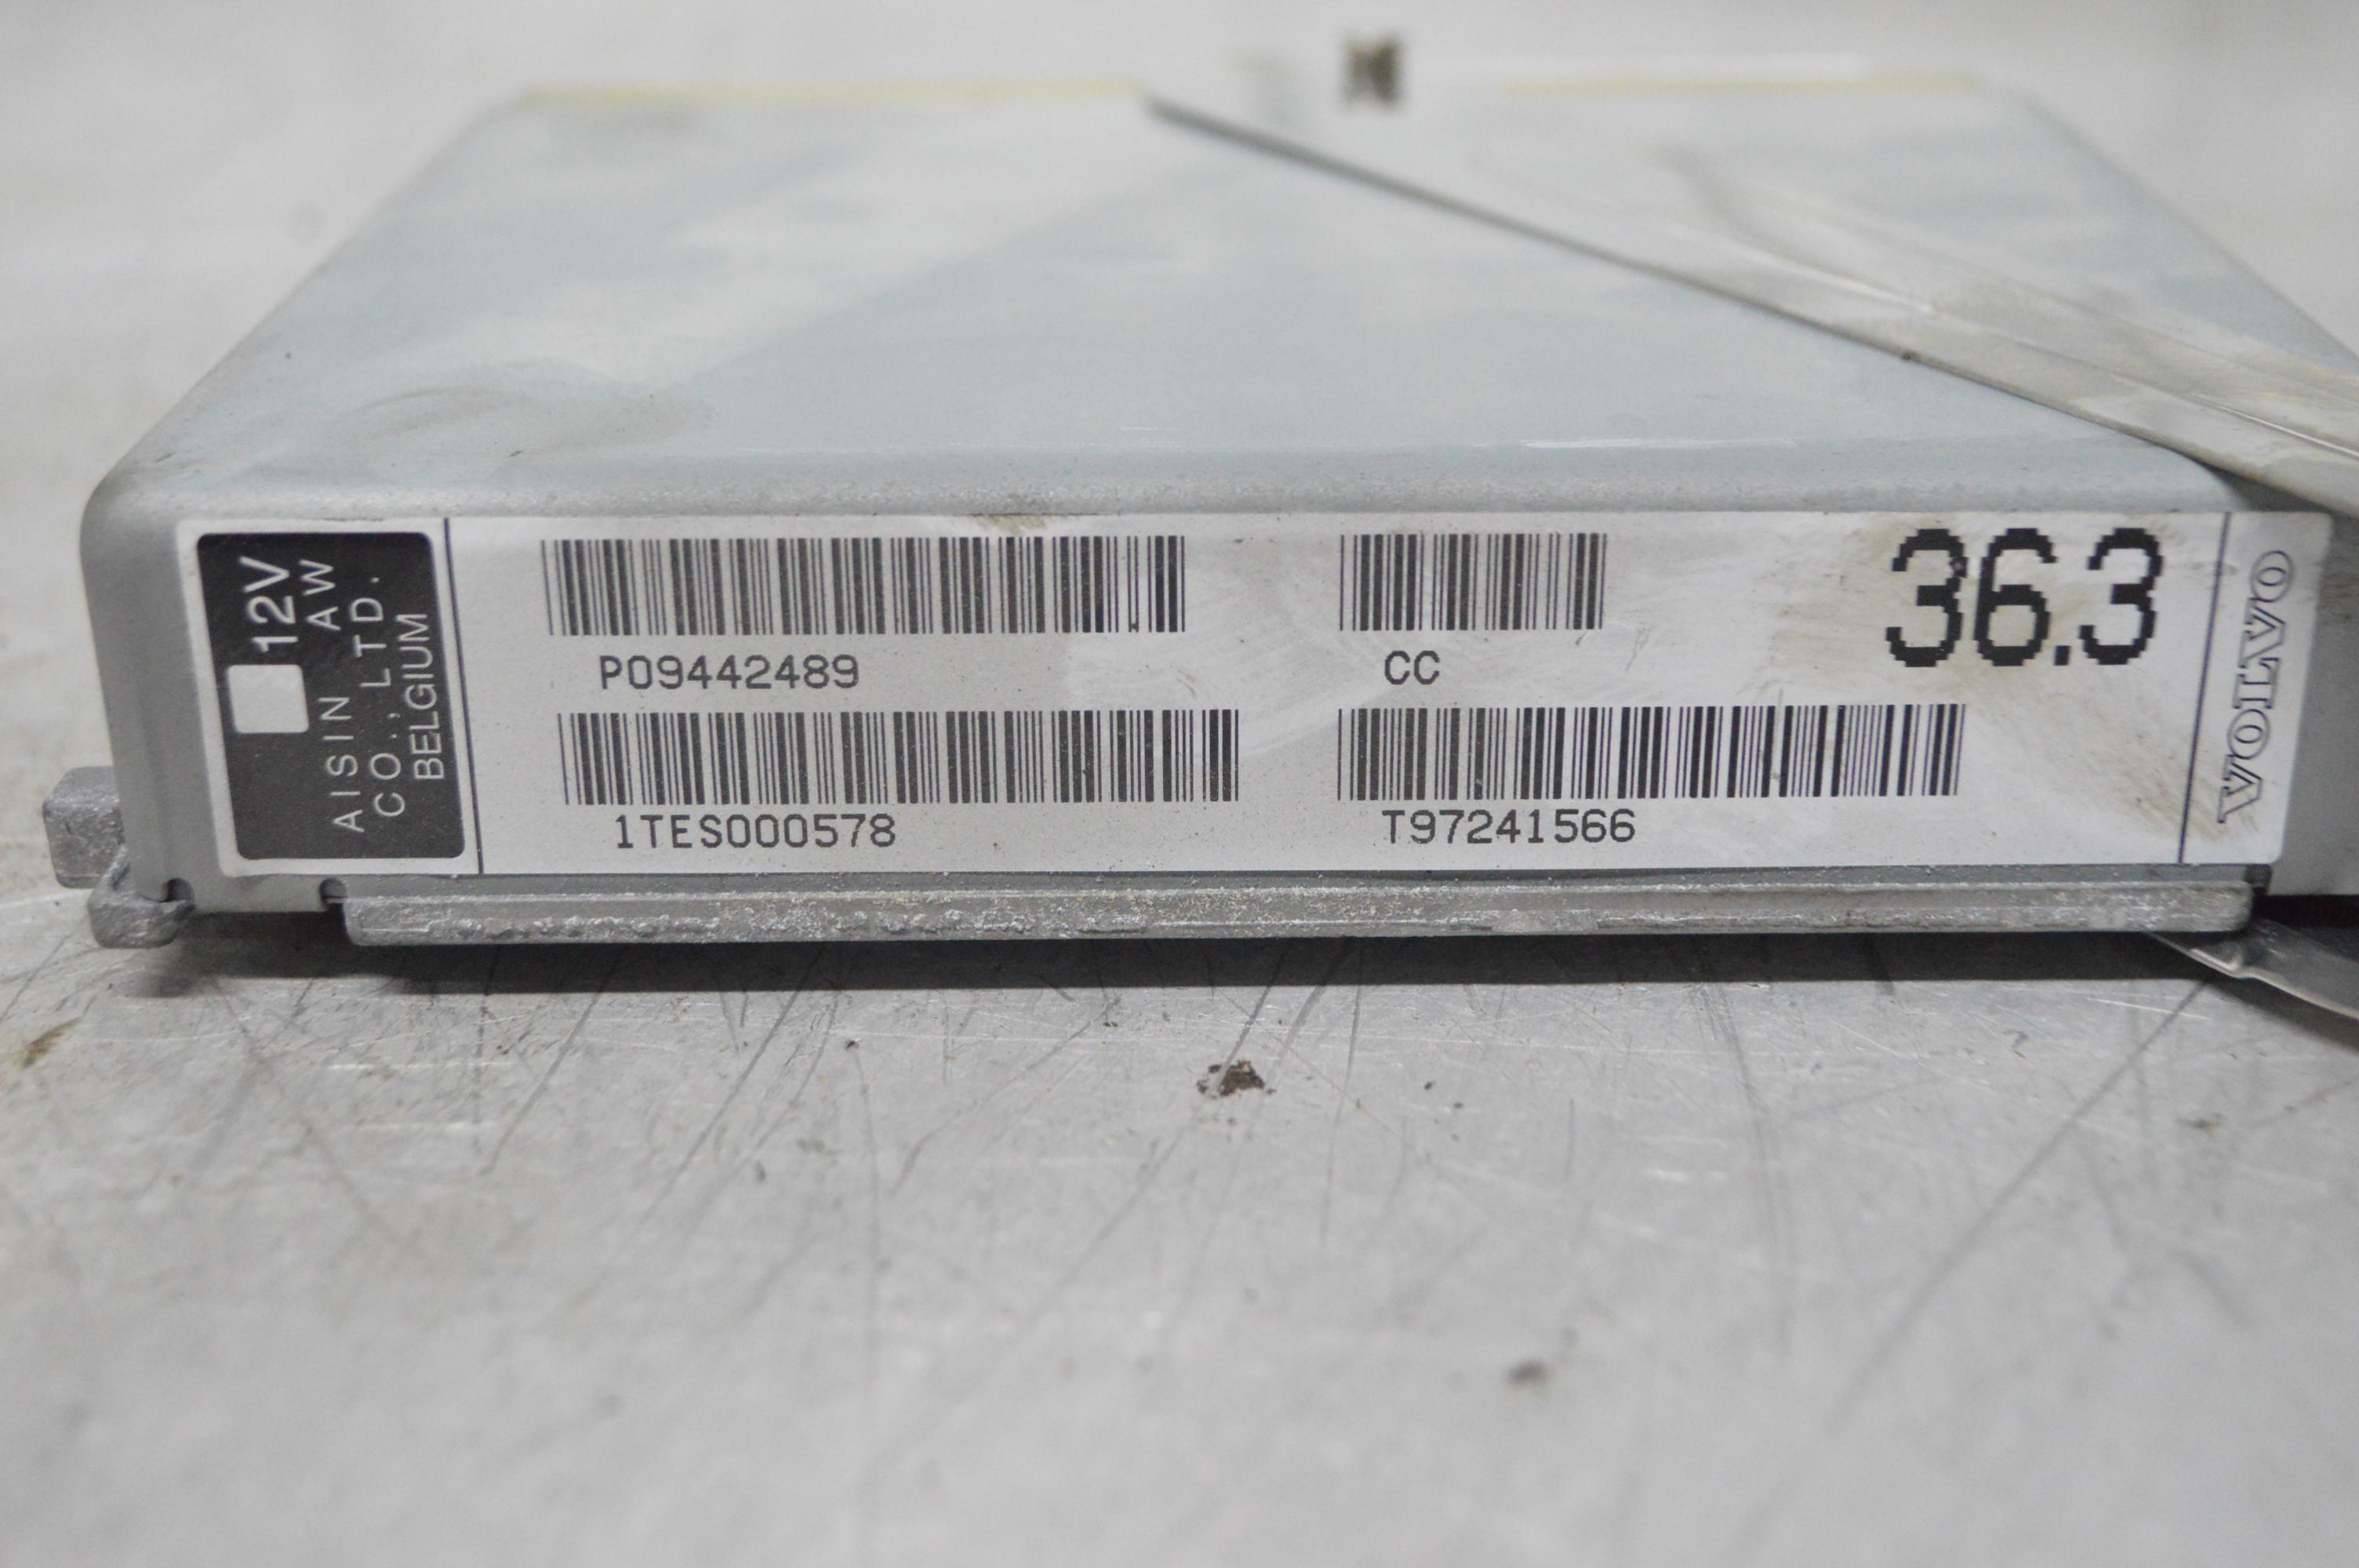 12V
AISIN AW
CO., LTD.
BELGIUM
P09442489
CC
36.3
1TES000578
T97241566
VOLVO